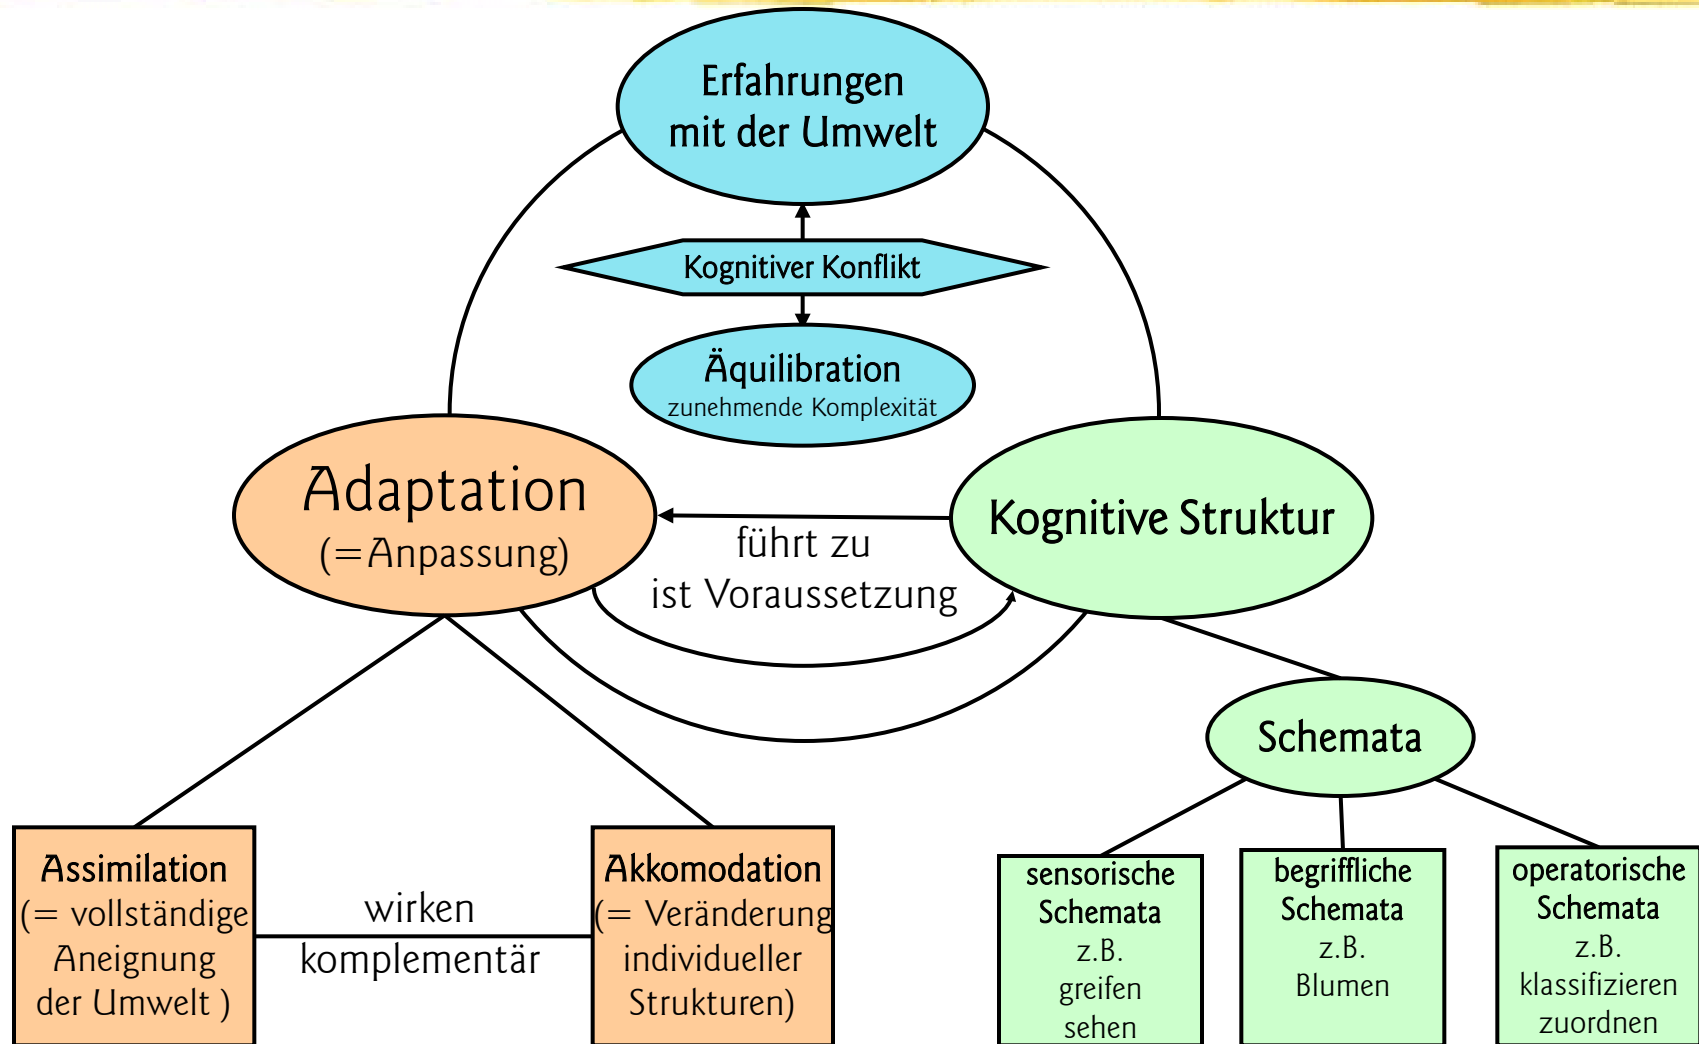 Erfahrungen
mit der Umwelt
Kognitiver Konflikt
Äquilibration
zunehmende Komplexität
Adaptation
(=Anpassung)
führt zu
ist Voraussetzung
Kognitive Struktur
Schemata
Assimilation
(= vollständige
Aneignung
der Umwelt )
wirken
komplementär
Akkomodation
(= Veränderung
individueller
Strukturen)
sensorische
Schemata
z.B.
greifen
sehen
begriffliche
Schemata
z.B.
Blumen
operatorische
Schemata
z.B.
klassifizieren
zuordnen